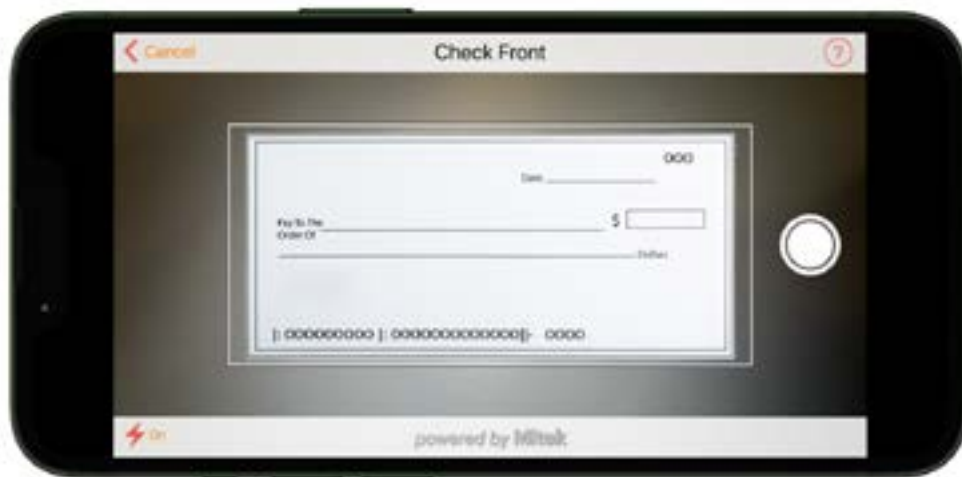 Cancel
Check Front
?
000
Date
Pay To The
Order Of
$
Dollars
|: 000000000 |: 0000000000000||- 0000
On
powered by Mitek